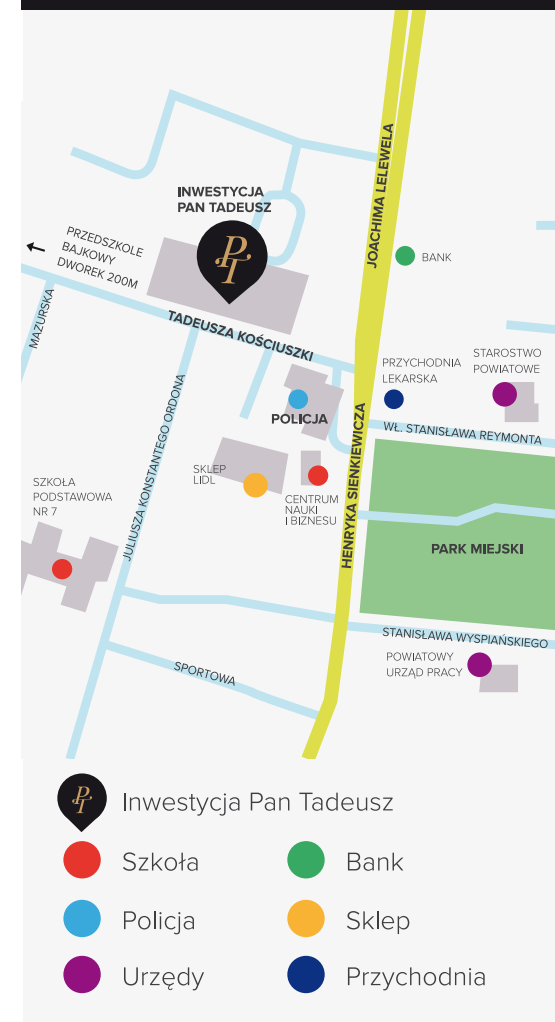 JOACHIMA LELEWELA
INWESTYCJA
PAN TADEUSZ
PT
PRZEDSZKOLE
BAJKOWY
DWOREK 200M
BANK
MAZURSKA
TADEUSZA KOŚCIUSZKI
PRZYCHODNIA
LEKARSKA
STAROSTWO
POWIATOWE
POLICJA
WŁ. STANISŁAWA REYMONTA
JULIUSZA KONSTANTEGO ORDONA
HENRYKA SIENKIEWICZA
SKLEP
LIDL
SZKOŁA
PODSTAWOWA
NR 7
CENTRUM
NAUKI
I BIZNESU
PARK MIEJSKI
STANISŁAWA WYSPIAŃSKIEGO
POWIATOWY
URZĄD PRACY
SPORTOWA
PT
Inwestycja Pan Tadeusz
Szkoła
Bank
Policja
Sklep
Urzędy
Przychodnia